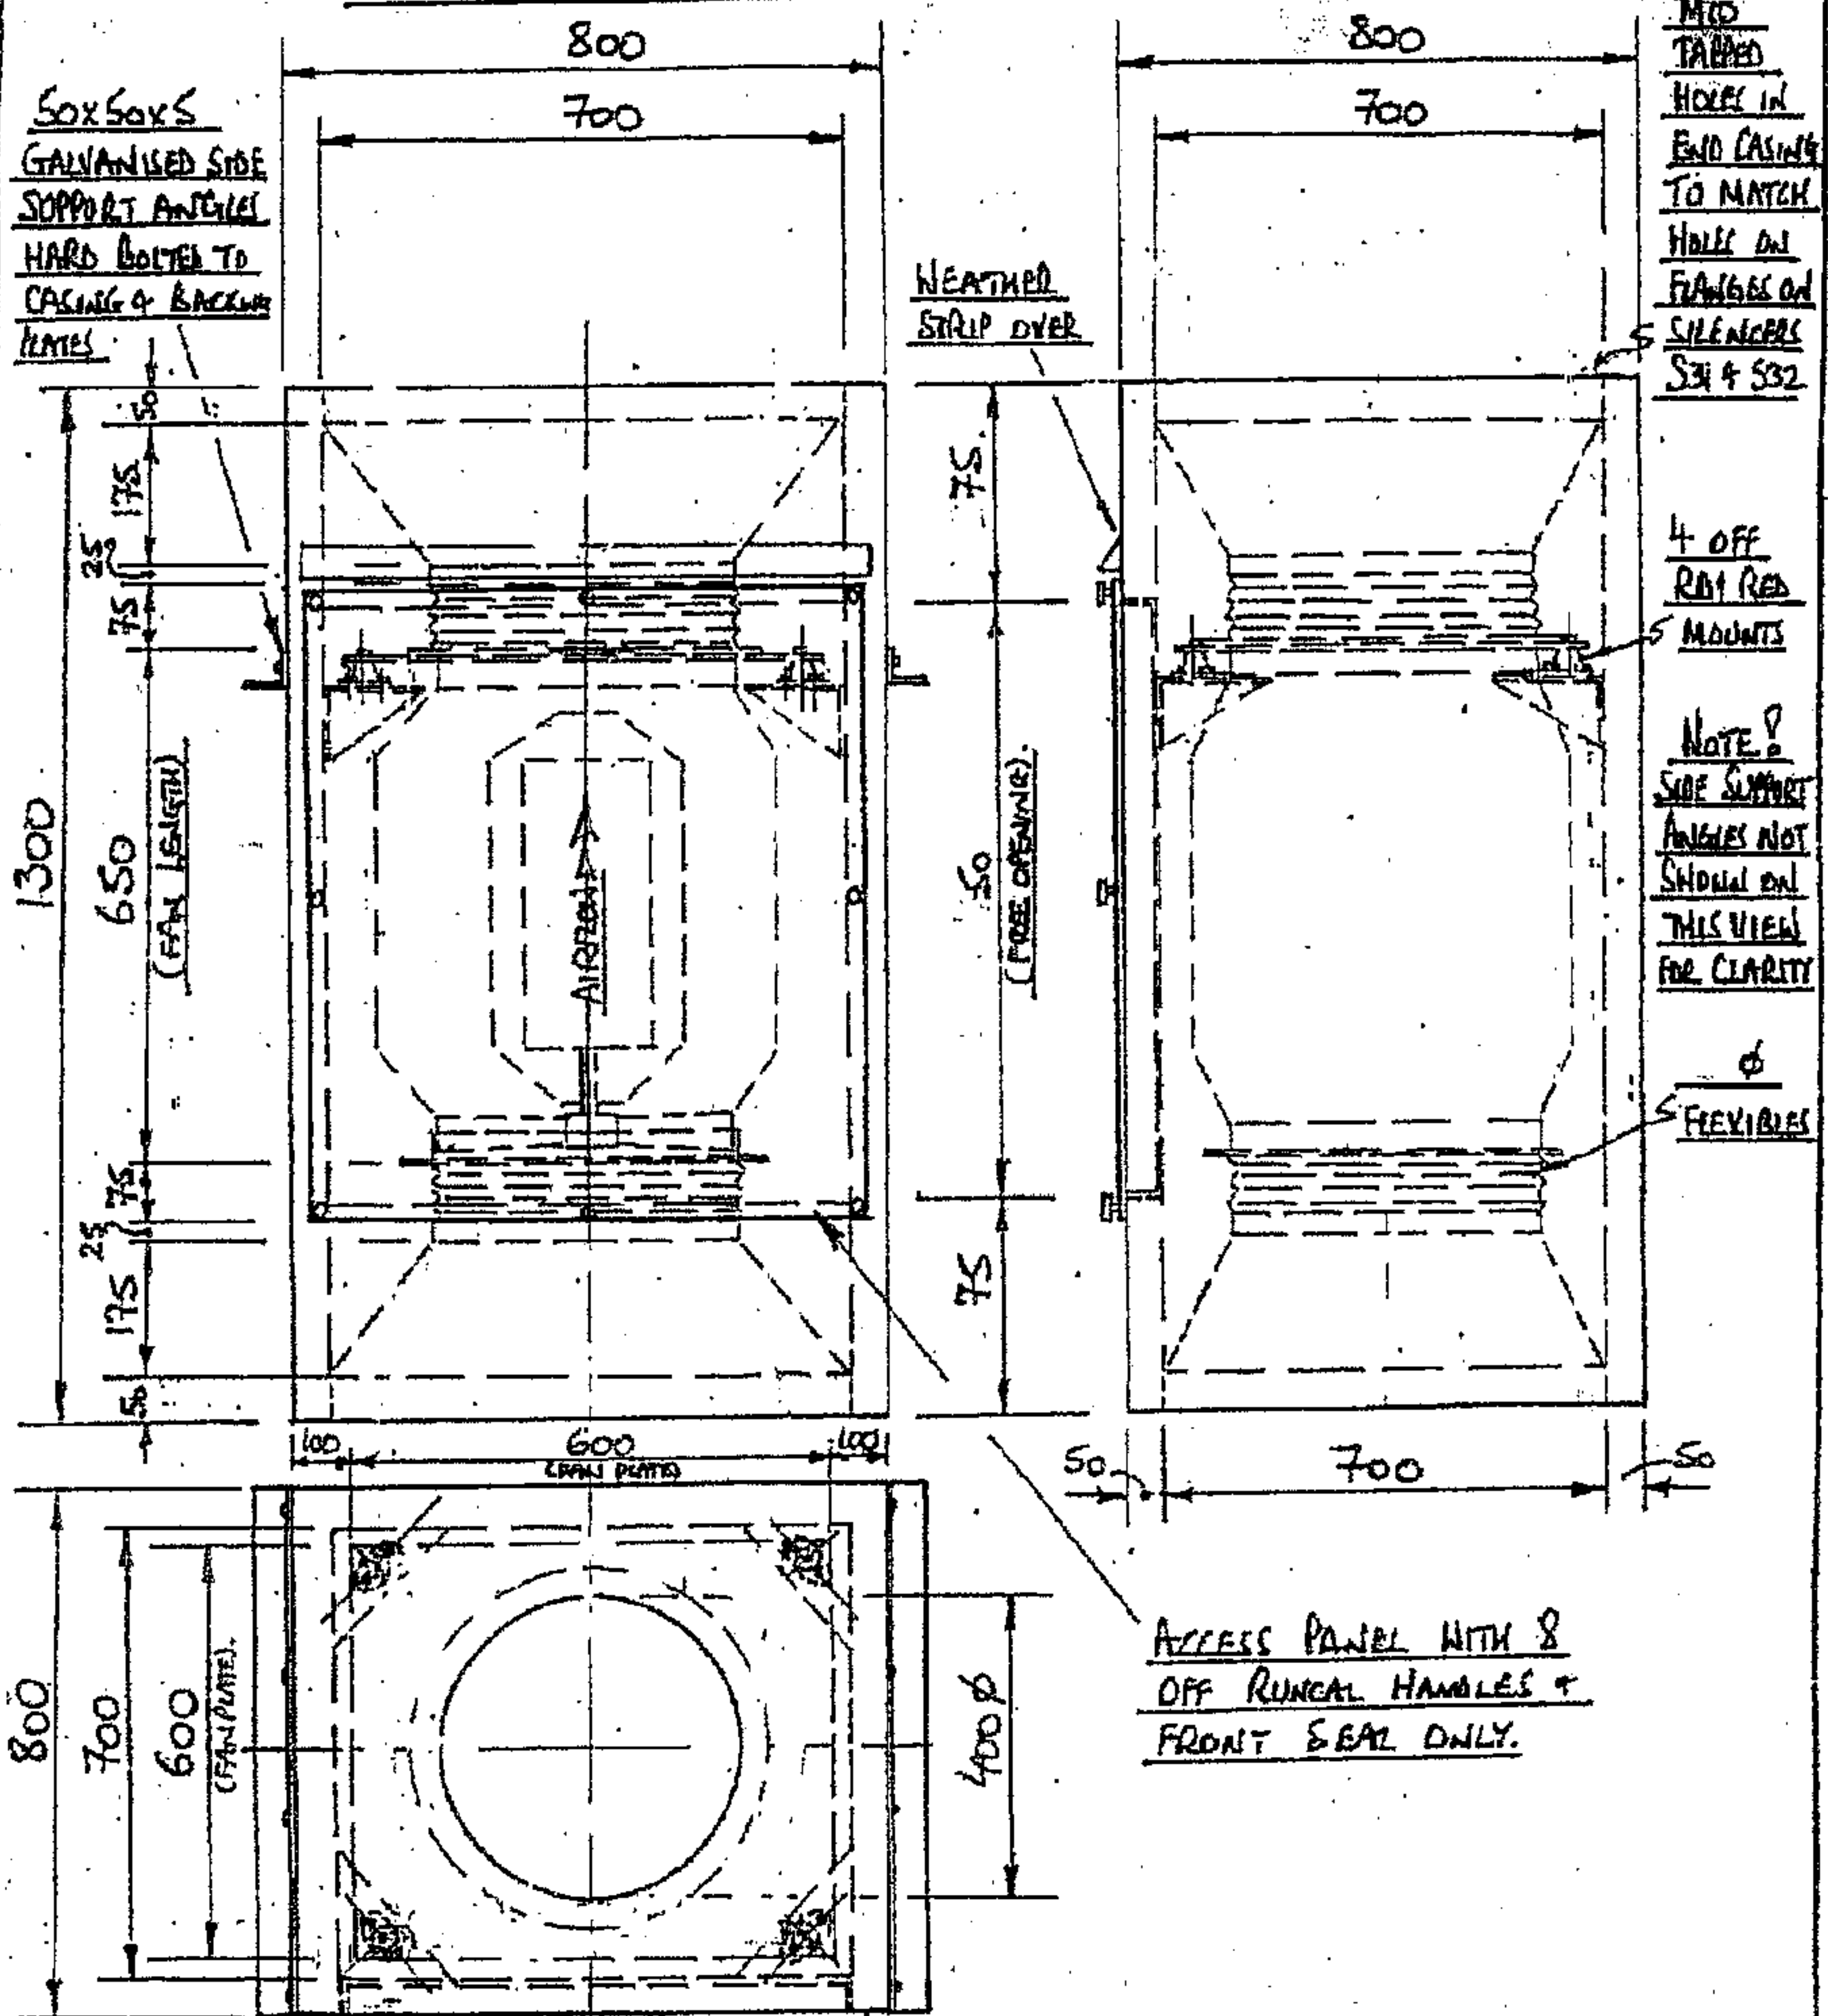 800
700
50x50x5
GALVANISED SIDE
SUPPORT ANGLES
HARD BOLTED TO
CASING & BACKING
PLATES
800
700
WEATHER
STRIP OVER
TAPPED
HOLES IN
END CASING
TO MATCH
HOLES ON
FLANGES ON
SILENCERS
S31 & S32
4 OFF
RD1 RED
MOUNTS
NOTE!
SIDE SUPPORT
ANGLES NOT
SHOWN ON
THIS VIEW
FOR CLARITY
Ø
FLEXIBLES
1300
50
175
25
75
650
(FAN LENGTH)
75
25
175
50
AIRFLOW
75
50
(FREE OPENING).
75
100
600
(FAN PLATE)
100
50
700
50
800
700
600
(FAN PLATE).
400Ø
ACCESS PANEL WITH 8
OFF RUNCAL HANDLES +
FRONT SEAL ONLY.